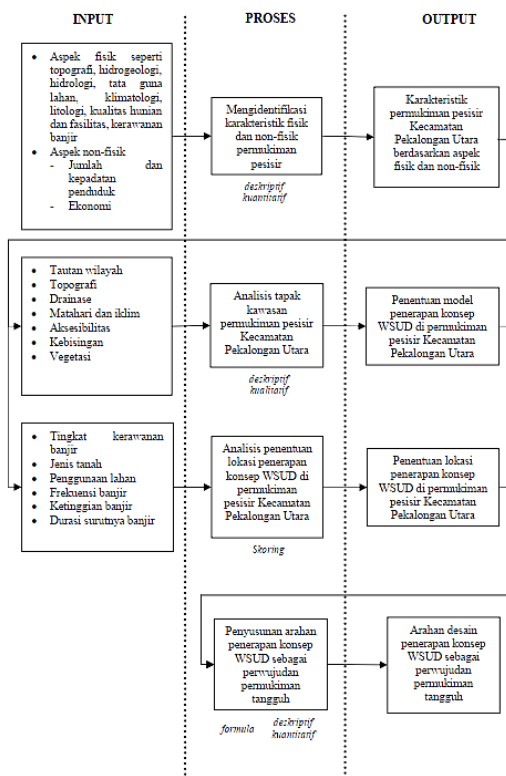 INPUT
PROSES
OUTPUT
• Aspek fisik seperti
topografi, hidrogeologi,
hidrologi, tata guna
lahan, klimatologi,
litologi, kualitas hunian
dan fasilitas, kerawanan
banjir
• Aspek non-fisik
- Jumlah dan
kepadatan
penduduk
- Ekonomi
Mengidentifikasi
karakteristik fisik
dan non-fisik
permukiman
pesisir
deskriptif
kuantitatif
Karakteristik
permukiman pesisir
Kecamatan
Pekalongan Utara
berdasarkan aspek
fisik dan non-fisik
• Tautan wilayah
• Topografi
• Drainase
• Matahari dan iklim
• Aksesibilitas
• Kebisingan
• Vegetasi
Analisis tapak
kawasan
permukiman pesisir
Kecamatan
Pekalongan Utara
deskriptif
kualitatif
Penentuan model
penerapan konsep
WSUD di permukiman
pesisir Kecamatan
Pekalongan Utara
• Tingkat kerawanan
banjir
• Jenis tanah
• Penggunaan lahan
• Frekuensi banjir
• Ketinggian banjir
• Durasi surutnya banjir
Analisis penentuan
lokasi penerapan
konsep WSUD di
permukiman
pesisir Kecamatan
Pekalongan Utara
Skoring
Penentuan lokasi
penerapan konsep
WSUD di permukiman
pesisir Kecamatan
Pekalongan Utara
Penyusunan arahan
penerapan konsep
WSUD sebagai
perwujudan
permukiman
tangguh
formula deskriptif
kuantitatif
Arahan desain
penerapan konsep
WSUD sebagai
perwujudan
permukiman
tangguh